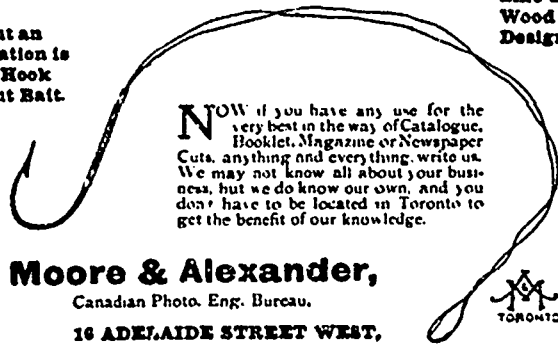 ut an
ation is
Hook
ut Bait.
Wood
Design
NOW if you have any use for the
very best in the way of Catalogue,
Booklet, Magazine or Newspaper
Cuts, anything and everything, write us.
We may not know all about your busi-
ness, but we do know our own, and you
don't have to be located in Toronto to
get the benefit of our knowledge.
Moore & Alexander,
Canadian Photo. Eng. Bureau.
16 ADELAIDE STREET WEST,
TORONTO